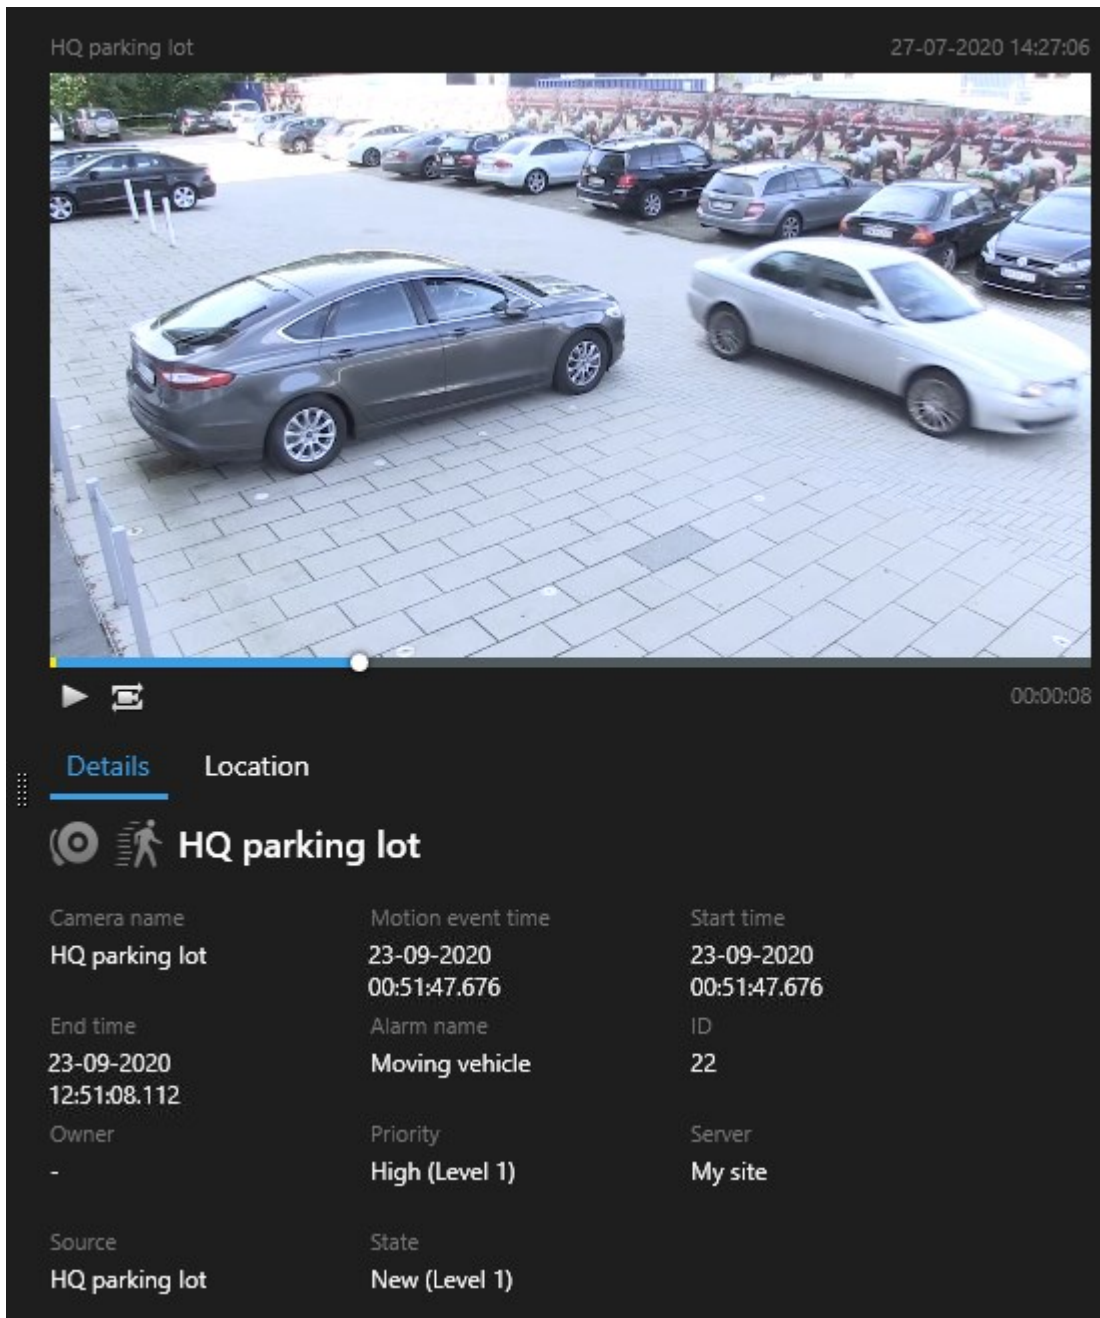 HQ parking lot 27-07-2020 14:27:06
00:00:08
Details Location
HQ parking lot
Camera name Motion event time Start time
HQ parking lot 23-09-2020 23-09-2020
00:51:47.676 00:51:47.676
End time Alarm name ID
23-09-2020 Moving vehicle 22
12:51:08.112
Owner Priority Server
- High (Level 1) My site
Source State
HQ parking lot New (Level 1)